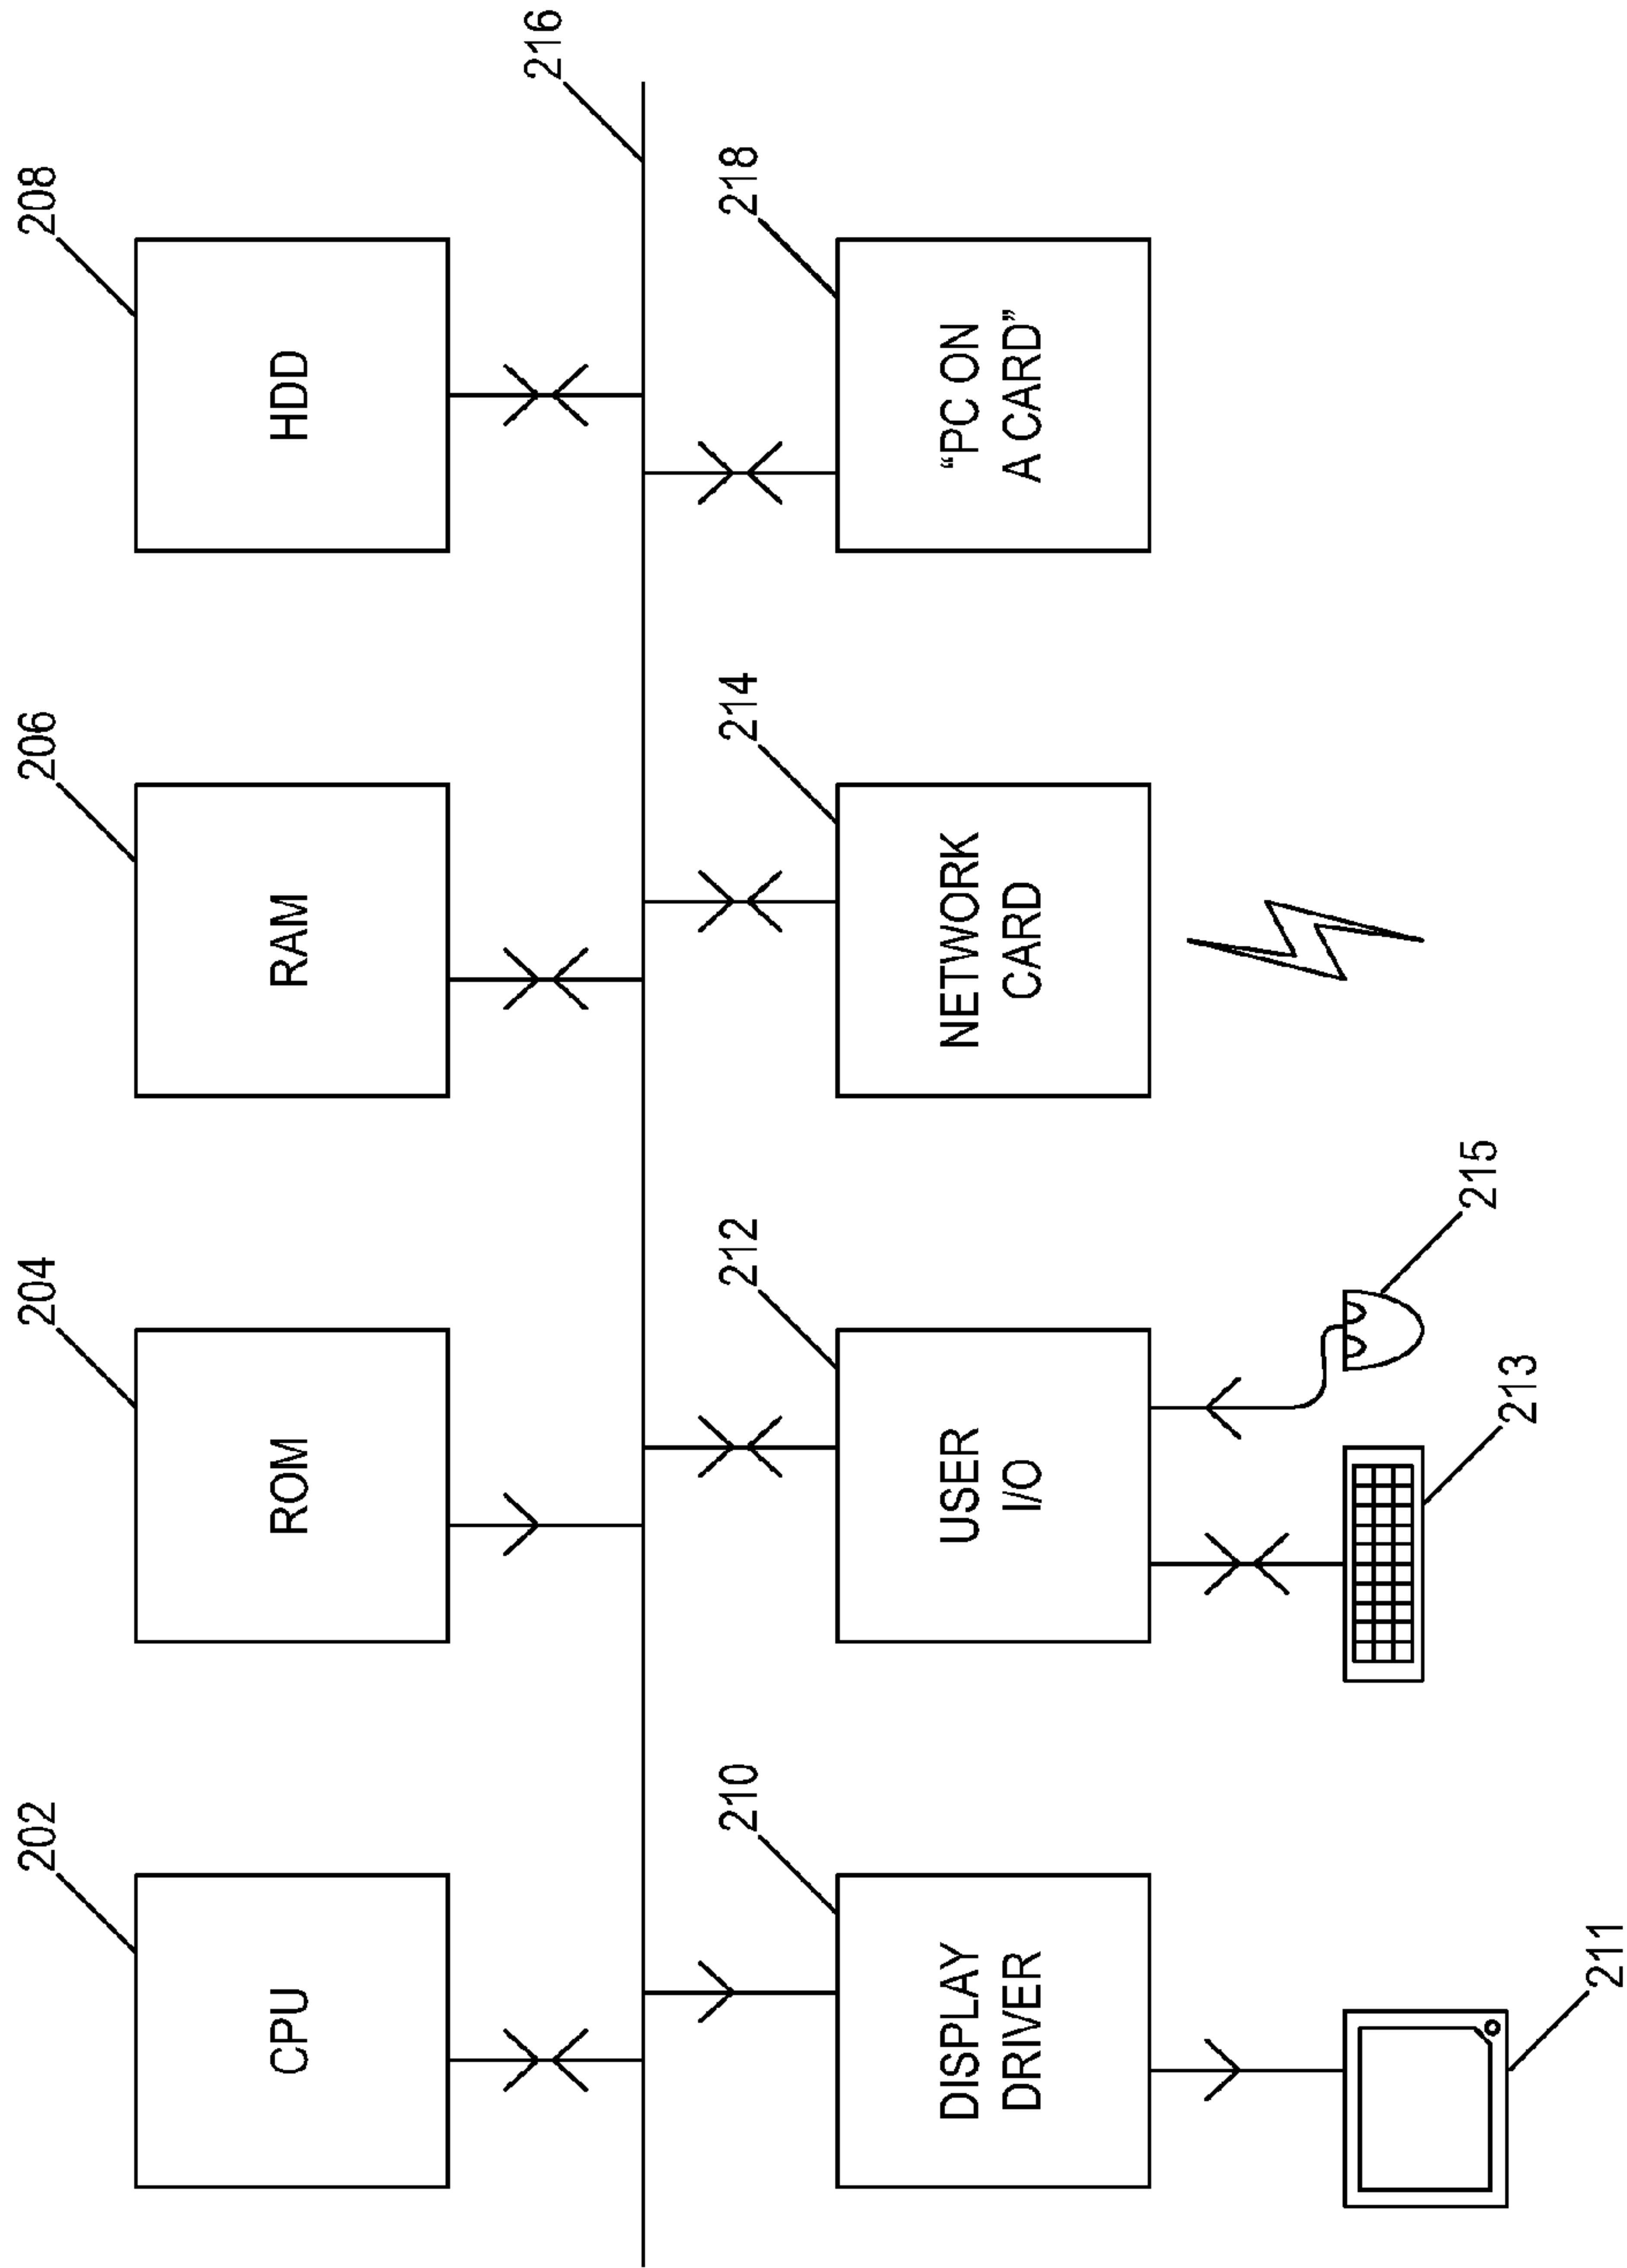 202
204
206
208
CPU
ROM
RAM
HDD
216
210
212
214
218
DISPLAY
DRIVER
USER
I/O
NETWORK
CARD
“PC ON
A CARD”
211
213
215